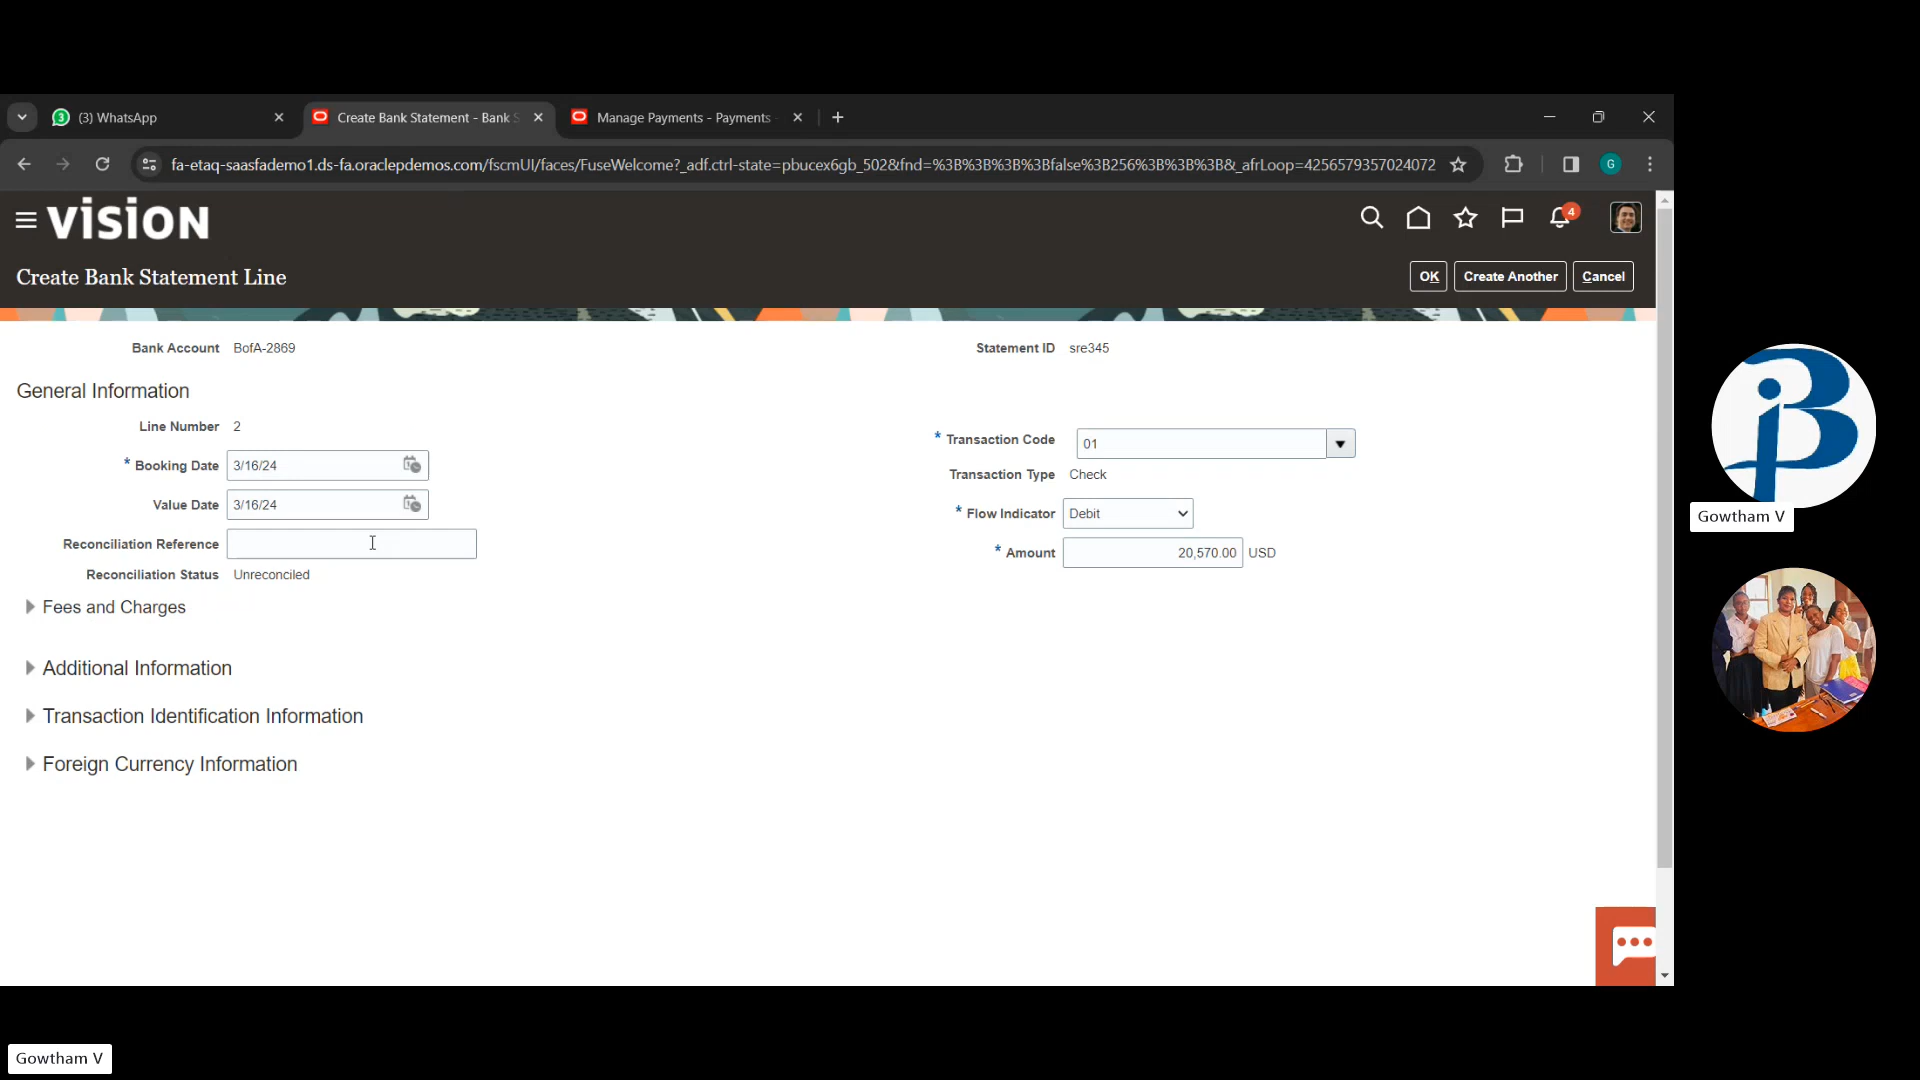 3 (3) WhatsApp
Create Bank Statement - Bank S
Manage Payments - Payments -
fa-etaq-saasfademo1.ds-fa.oraclepdemos.com/fscmUI/faces/FuseWelcome?_adf.ctrl-state=pbucex6gb_502&fnd=%3B%3B%3B%3Bfalse%3B256%3B%3B%3B&_afrLoop=4256579357024072
G
vision
4
Create Bank Statement Line
OK Create Another Cancel
Bank Account BofA-2869
Statement ID sre345
General Information
Line Number 2
* Transaction Code 01
* Booking Date 3/16/24
Transaction Type Check
Value Date 3/16/24
* Flow Indicator Debit
Reconciliation Reference
* Amount 20,570.00 USD
Reconciliation Status Unreconciled
Fees and Charges
Additional Information
Transaction Identification Information
Foreign Currency Information
iB
Gowtham V
Gowtham V